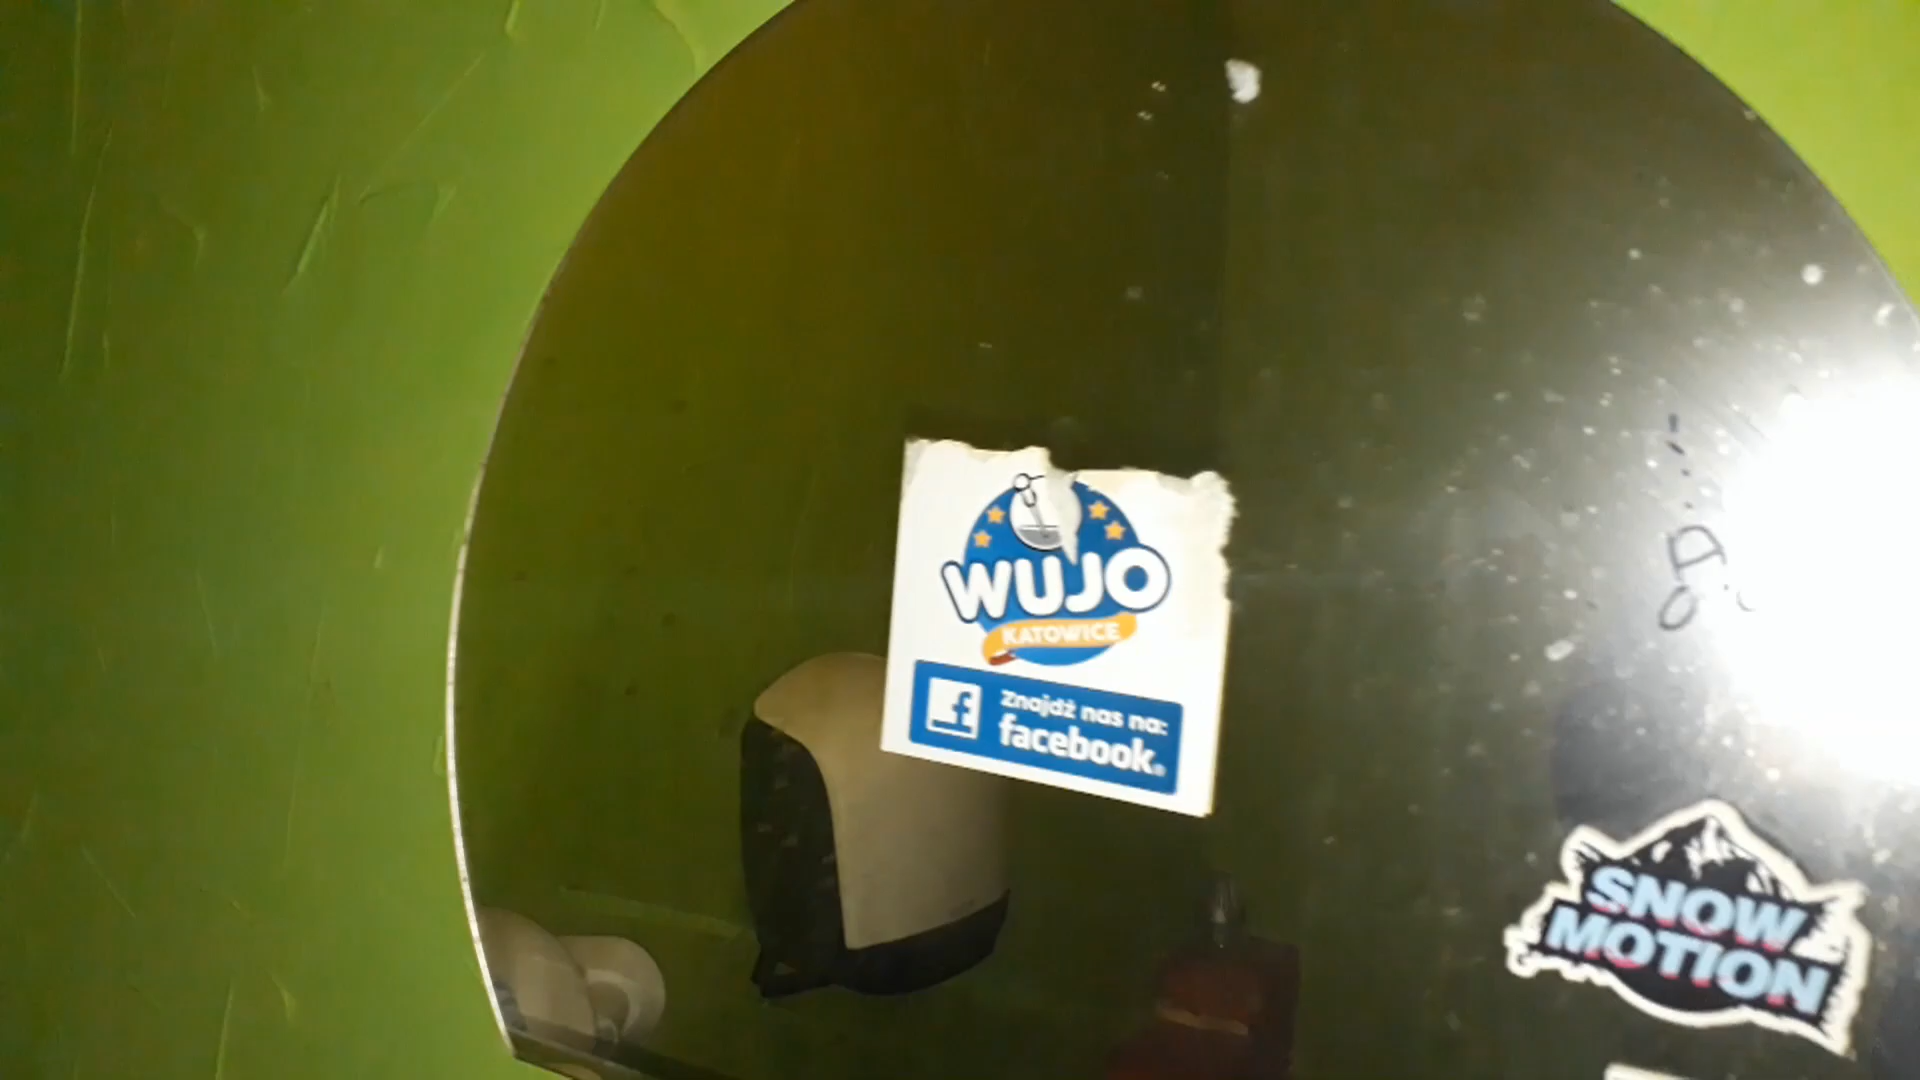 WUJO
KATOWICE
Znajdź nas na:
facebook.
SNOW
MOTION